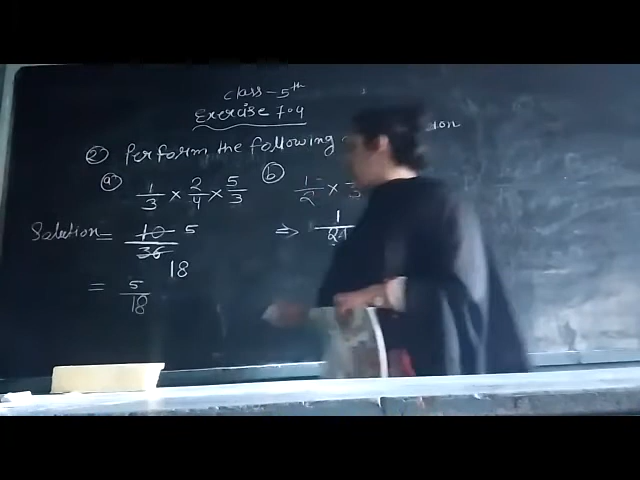 Class - 5th
Exercise 7.4
② Perform the following
ⓐ 1/3 × 2/4 × 5/3
ⓑ 1/2 ×
Solution = 10/36 5 18
⇒ 1/24
= 5/18